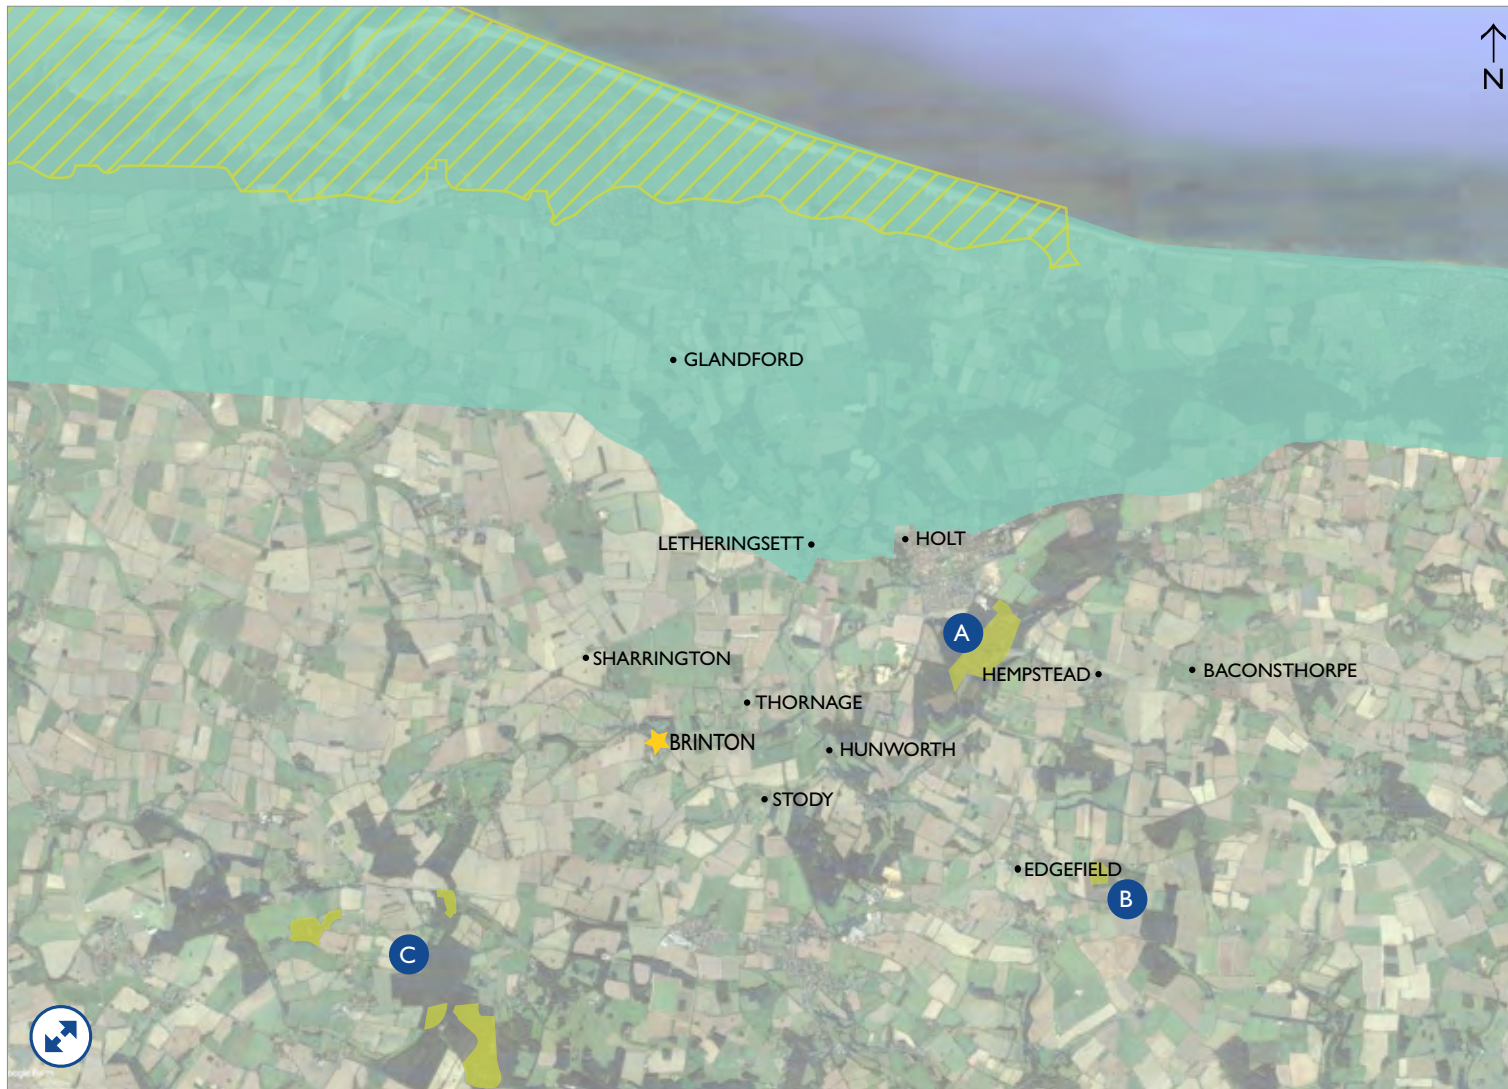 N
GLANDFORD
LETHERINGSETT
HOLT
A
SHARRINGTON
HEMPSTEAD
BACONSTHORPE
THORNAGE
BRINTON
HUNWORTH
STODY
EDGEFIELD
B
C